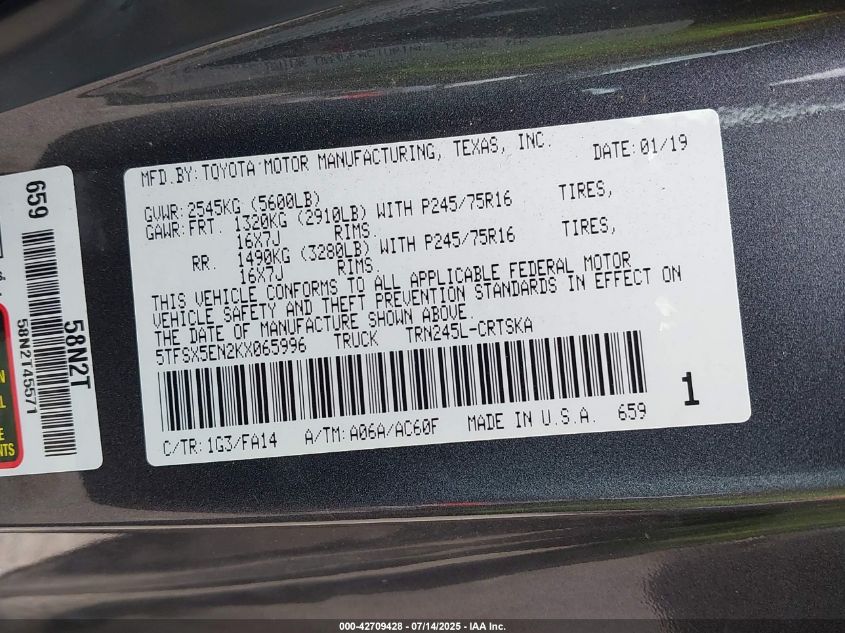 MFD.BY:TOYOTA MOTOR MANUFACTURING, TEXAS, INC. DATE:01/19
GVWR:2545KG (5600LB)
GAWR:FRT. 1320KG (2910LB) WITH P245/75R16 TIRES,
16X7J RIMS.
RR. 1490KG (3280LB) WITH P245/75R16 TIRES,
16X7J RIMS.
THIS VEHICLE CONFORMS TO ALL APPLICABLE FEDERAL MOTOR
VEHICLE SAFETY AND THEFT PREVENTION STANDARDS IN EFFECT ON
THE DATE OF MANUFACTURE SHOWN ABOVE.
5TFSX5EN2KX065996 TRUCK TRN245L-CRTSKA
1
C/TR:1G3/FA14 A/TM:A06A/AC60F MADE IN U.S.A. 659
659
58N2T45571
58N2T
000-42709428 - 07/14/2025 - IAA Inc.